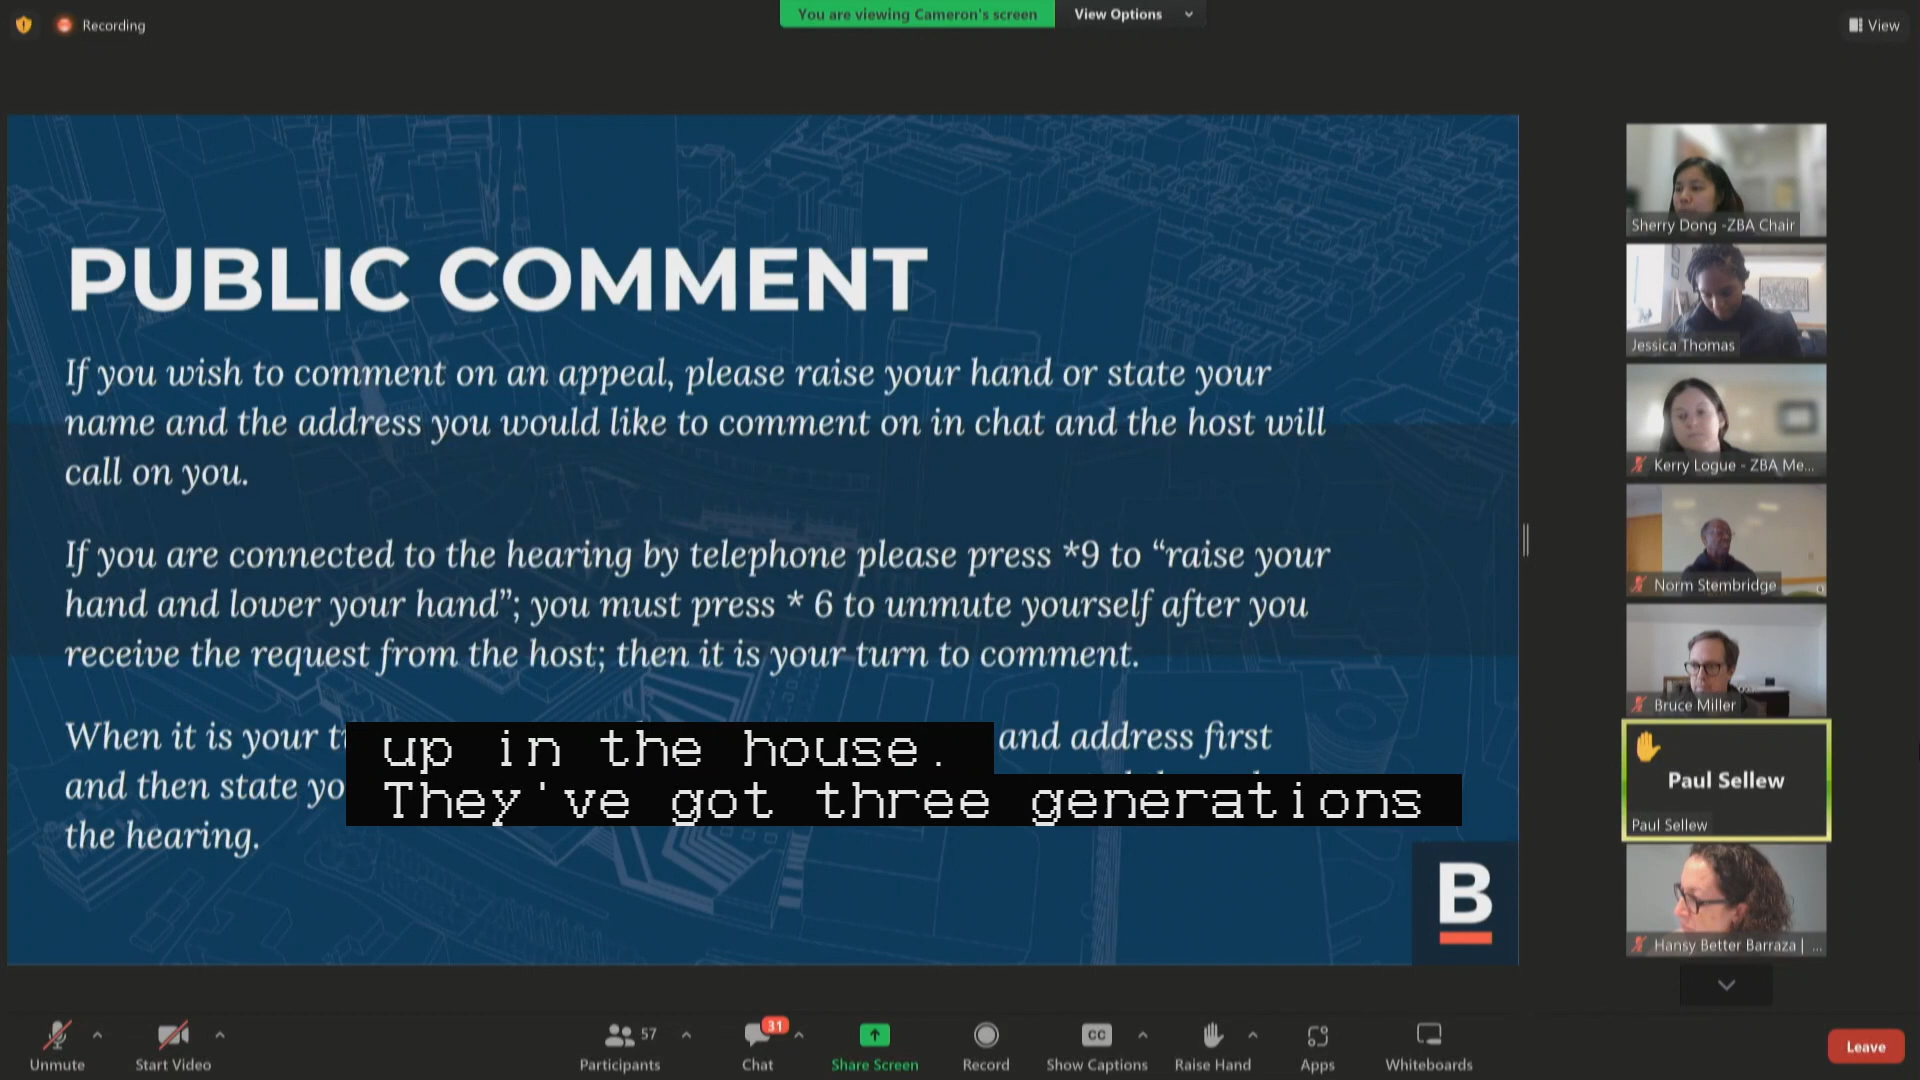 Recording
You are viewing Cameron's screen
View Options
View
PUBLIC COMMENT
If you wish to comment on an appeal, please raise your hand or state your
name and the address you would like to comment on in chat and the host will
call on you.
If you are connected to the hearing by telephone please press *9 to “raise your
hand and lower your hand”; you must press * 6 to unmute yourself after you
receive the request from the host; then it is your turn to comment.
When it is your and address first
and then state
the hearing.
up in the house.
They've got three generations
B
Sherry Dong -ZBA Chair
Jessica Thomas
Kerry Logue - ZBA Me...
Norm Stembridge
Bruce Miller
Paul Sellew
Paul Sellew
Hansy Better Barraza | ...
Unmute
Start Video
57
Participants
31
Chat
Share Screen
Record
CC
Show Captions
Raise Hand
Apps
Whiteboards
Leave